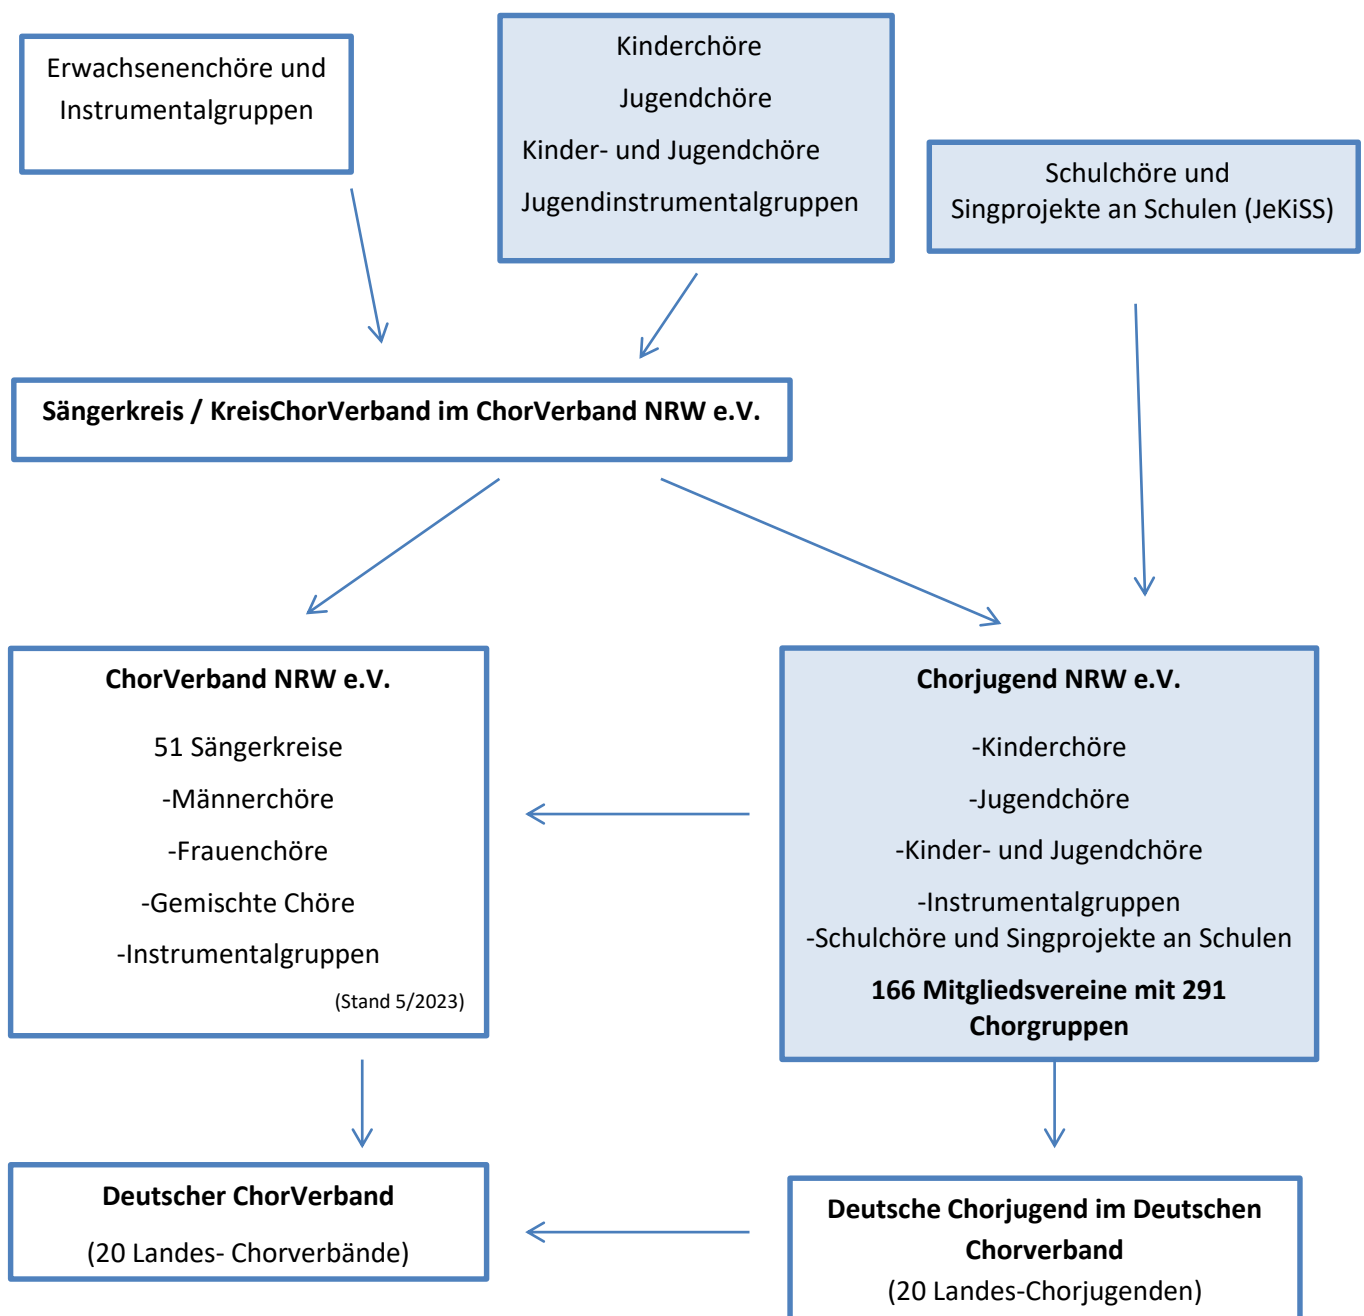 Erwachsenenchöre und
Instrumentalgruppen
Kinderchöre
Jugendchöre
Kinder- und Jugendchöre
Jugendinstrumentalgruppen
Schulchöre und
Singprojekte an Schulen (JeKiSS)
Sängerkreis / KreisChorVerband im ChorVerband NRW e.V.
ChorVerband NRW e.V.
51 Sängerkreise
-Männerchöre
-Frauenchöre
-Gemischte Chöre
-Instrumentalgruppen
(Stand 5/2023)
Chorjugend NRW e.V.
-Kinderchöre
-Jugendchöre
-Kinder- und Jugendchöre
-Instrumentalgruppen
-Schulchöre und Singprojekte an Schulen
166 Mitgliedsvereine mit 291
Chorgruppen
Deutscher ChorVerband
(20 Landes- Chorverbände)
Deutsche Chorjugend im Deutschen
Chorverband
(20 Landes-Chorjugenden)